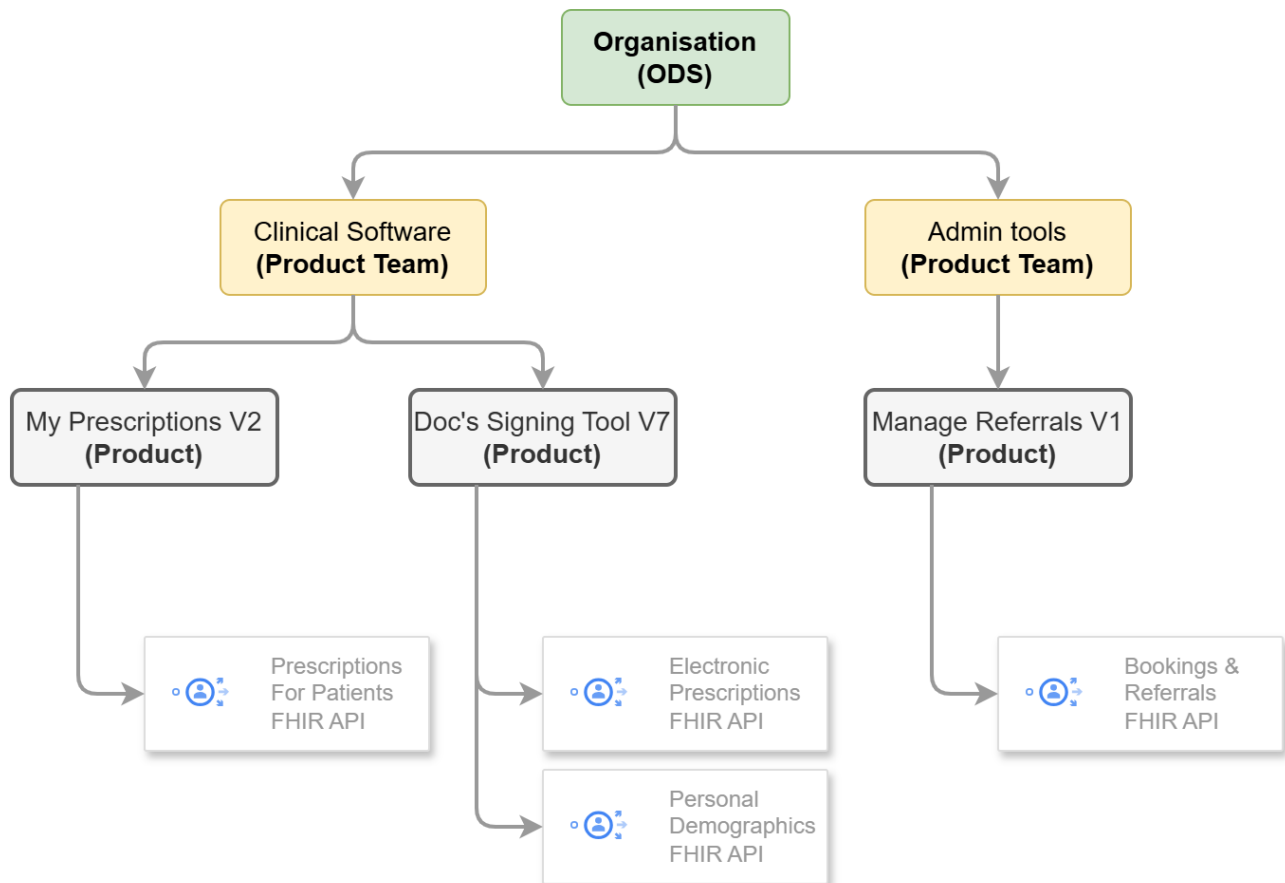 Organisation
(ODS)
Clinical Software
(Product Team)
Admin tools
(Product Team)
My Prescriptions V2
(Product)
Doc's Signing Tool V7
(Product)
Manage Referrals V1
(Product)
Prescriptions
For Patients
FHIR API
Electronic
Prescriptions
FHIR API
Bookings &
Referrals
FHIR API
Personal
Demographics
FHIR API